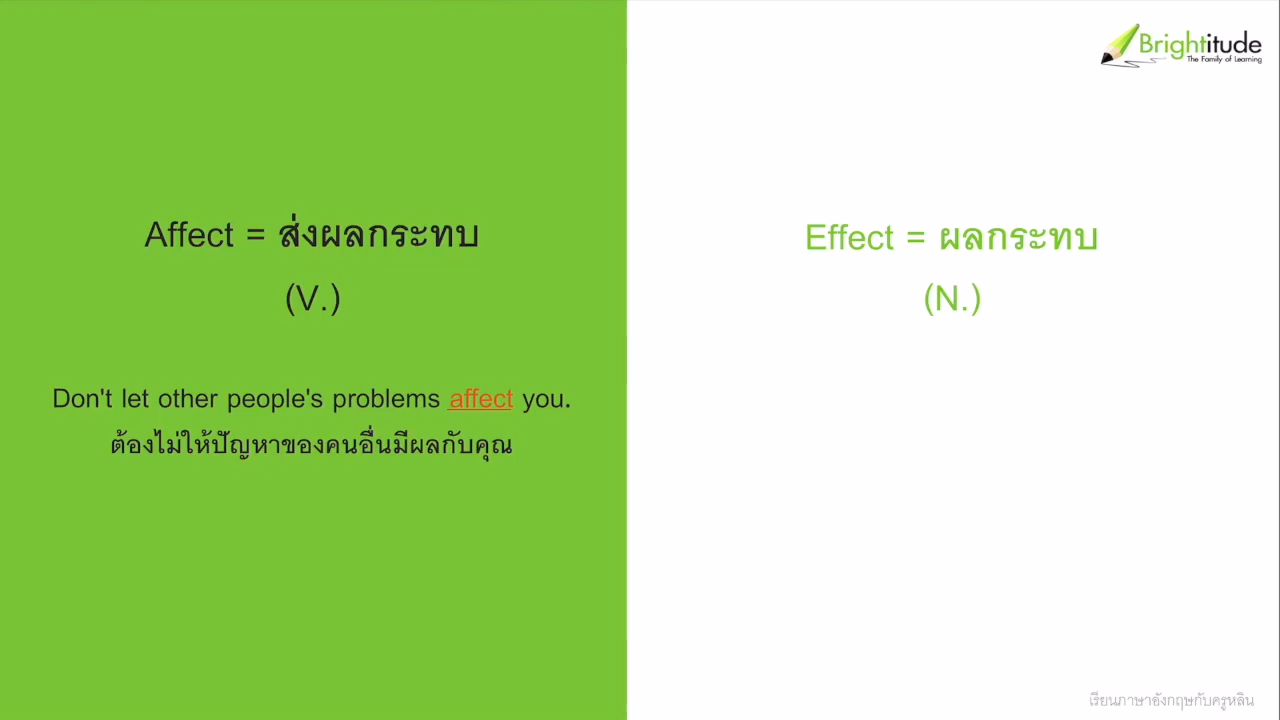 Brightitude
The Family of Learning
Affect = ส่งผลกระทบ
(V.)
Don't let other people's problems affect you.
ต้องไม่ให้ปัญหาของคนอื่นมีผลกับคุณ
Effect = ผลกระทบ
(N.)
เรียนภาษาอังกฤษกับครูหลิน